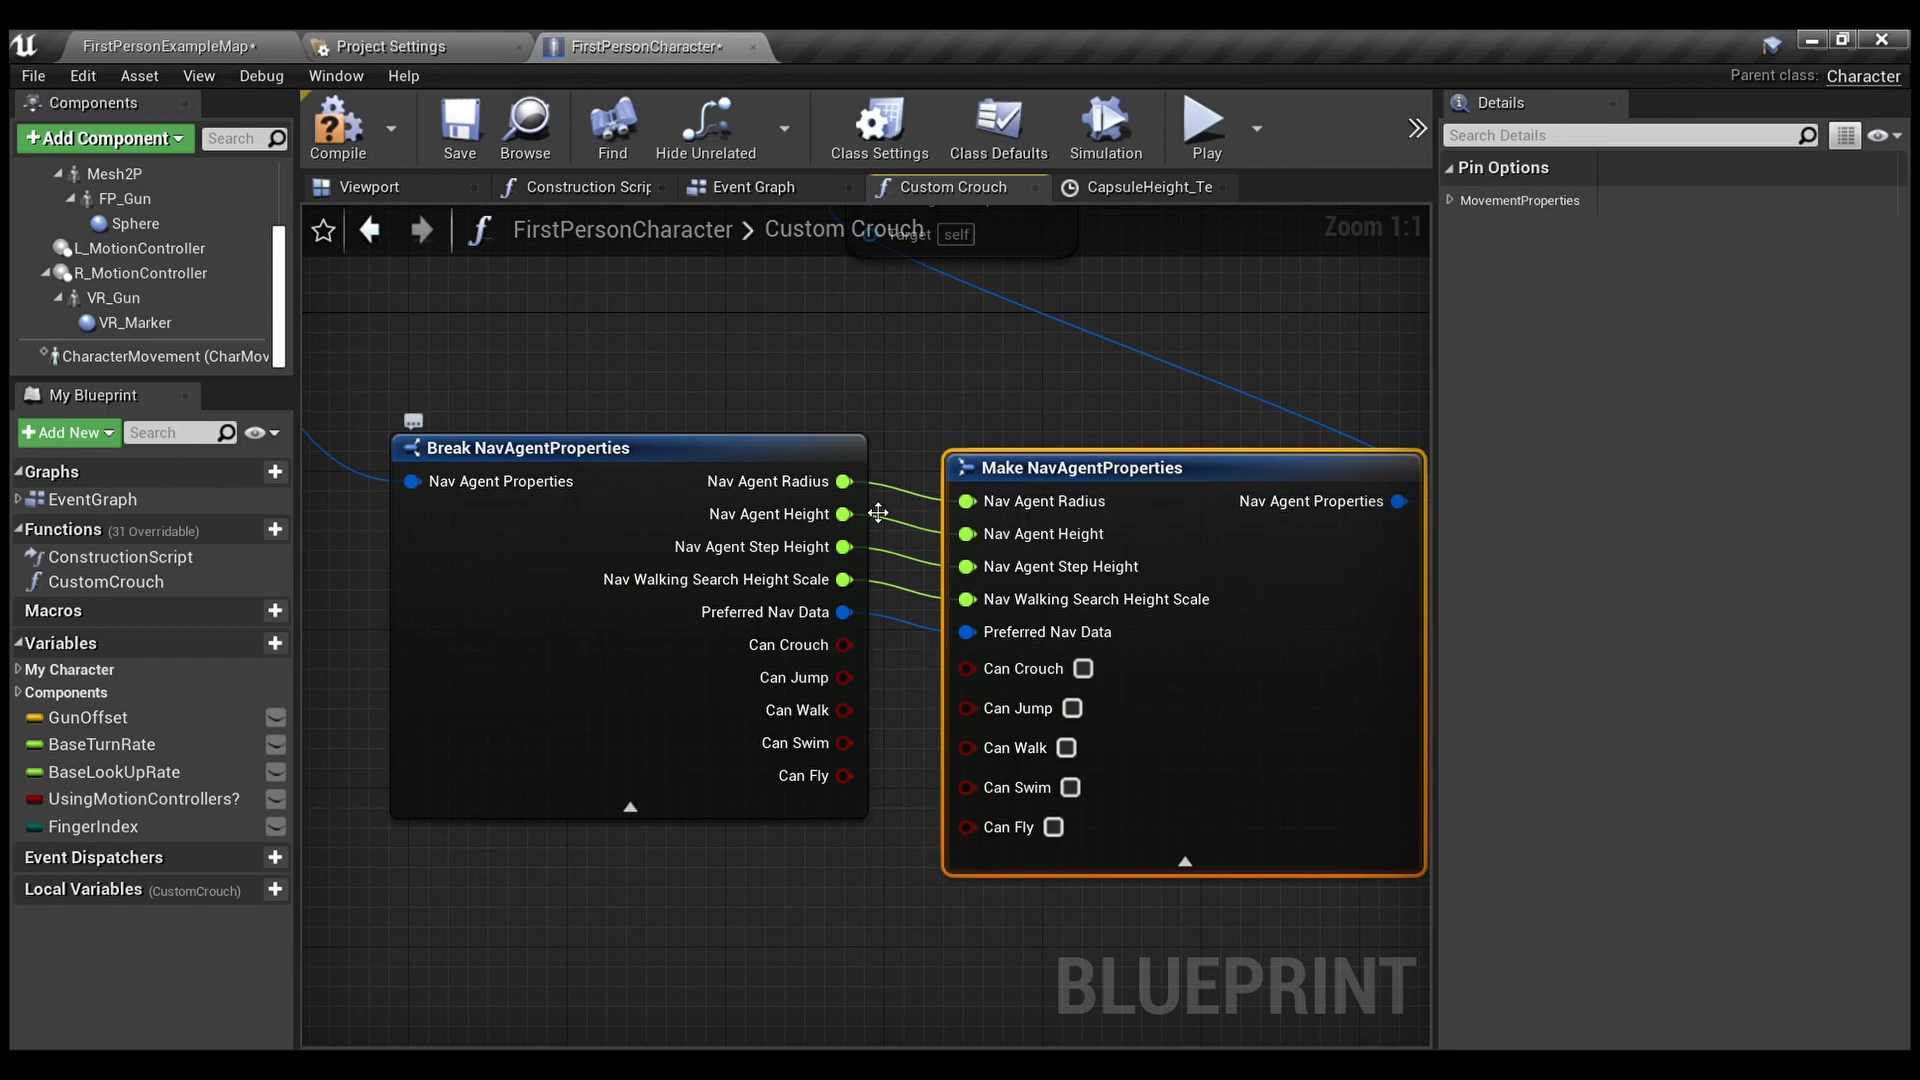 FirstPersonExampleMap*
Project Settings
FirstPersonCharacter*
File Edit Asset View Debug Window Help
Parent class: Character
Components
+Add Component
Search
Mesh2P
FP_Gun
Sphere
L_MotionController
R_MotionController
VR_Gun
VR_Marker
CharacterMovement (CharMov
My Blueprint
+Add New
Search
Graphs
EventGraph
Functions (31 Overridable)
ConstructionScript
CustomCrouch
Macros
Variables
My Character
Components
GunOffset
BaseTurnRate
BaseLookUpRate
UsingMotionControllers?
FingerIndex
Event Dispatchers
Local Variables (CustomCrouch)
Compile
Save
Browse
Find
Hide Unrelated
Class Settings
Class Defaults
Simulation
Play
Viewport
Construction Scrip
Event Graph
Custom Crouch
CapsuleHeight_Te
FirstPersonCharacter > Custom Crouch
Target self
Zoom 1:1
Break NavAgentProperties
Nav Agent Properties
Nav Agent Radius
Nav Agent Height
Nav Agent Step Height
Nav Walking Search Height Scale
Preferred Nav Data
Can Crouch
Can Jump
Can Walk
Can Swim
Can Fly
Make NavAgentProperties
Nav Agent Radius
Nav Agent Properties
Nav Agent Height
Nav Agent Step Height
Nav Walking Search Height Scale
Preferred Nav Data
Can Crouch
Can Jump
Can Walk
Can Swim
Can Fly
BLUEPRINT
Details
Search Details
Pin Options
MovementProperties